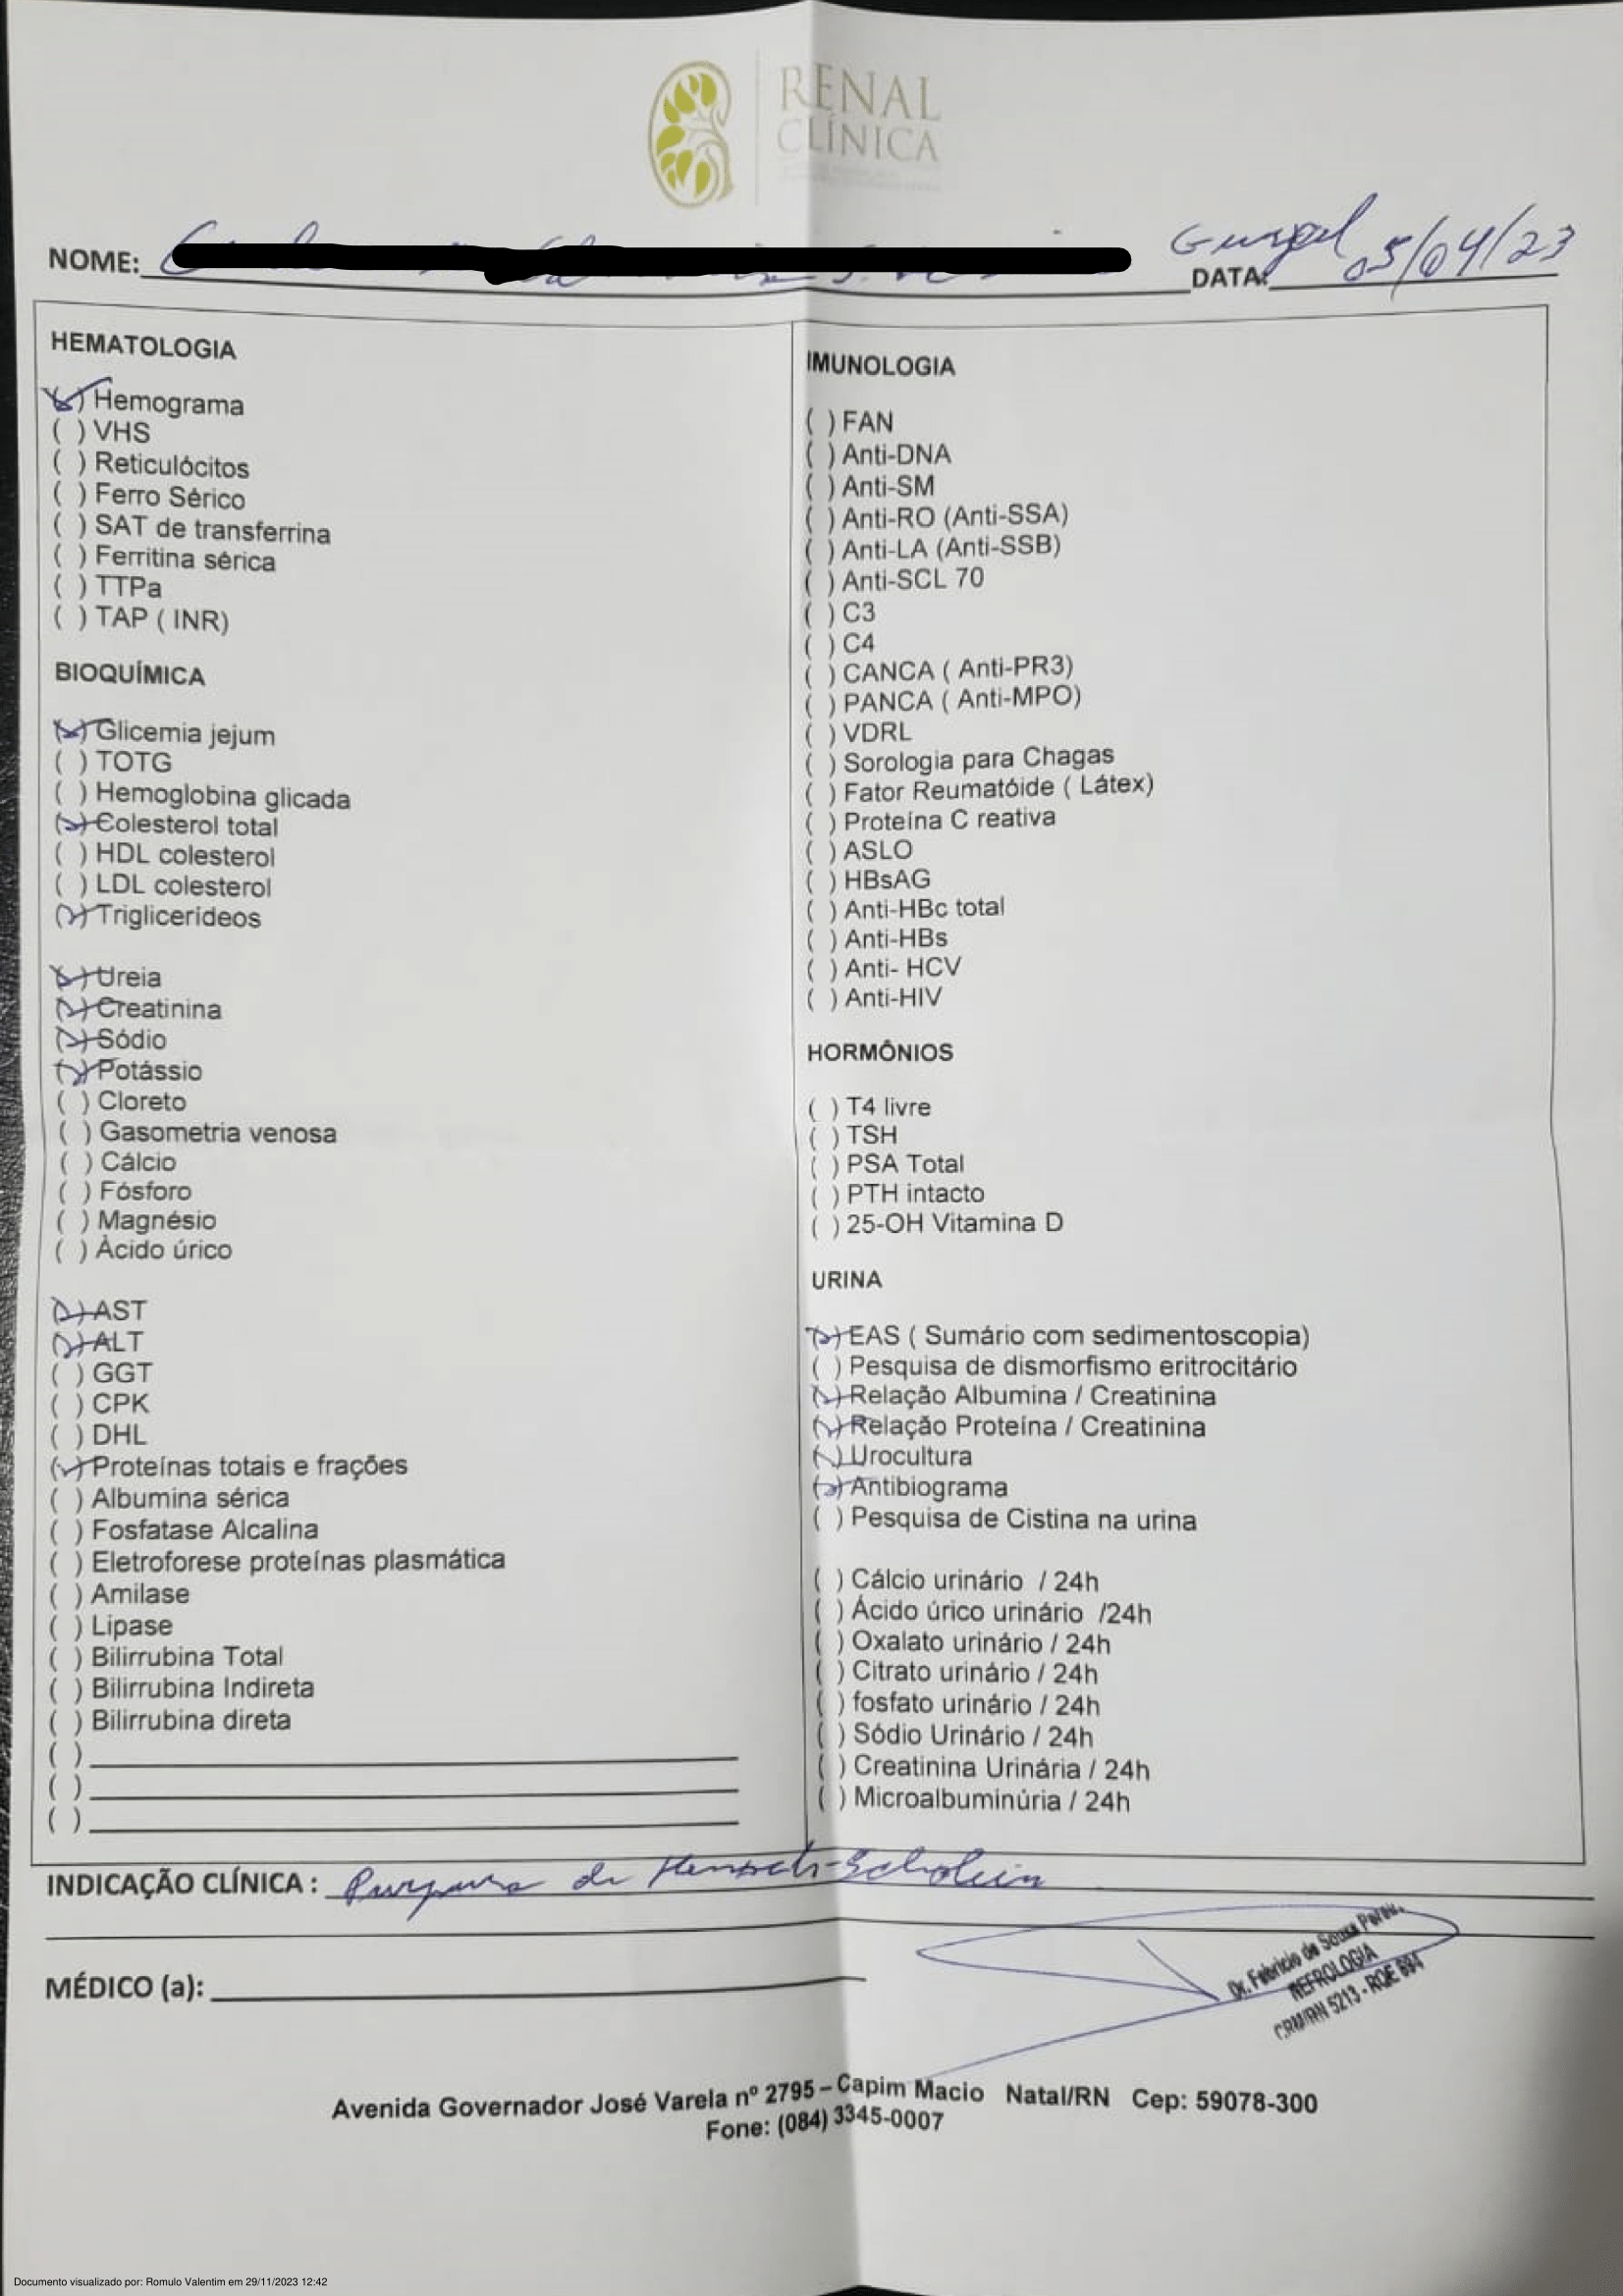 RENAL
CLÍNICA
NOME: Gurgel
DATA: 05/04/23
HEMATOLOGIA
(x) Hemograma
( ) VHS
( ) Reticulócitos
( ) Ferro Sérico
( ) SAT de transferrina
( ) Ferritina sérica
( ) TTPa
( ) TAP ( INR)
BIOQUÍMICA
(x) Glicemia jejum
( ) TOTG
( ) Hemoglobina glicada
(x) Colesterol total
( ) HDL colesterol
( ) LDL colesterol
(x) Triglicerídeos
(x) Ureia
(x) Creatinina
(x) Sódio
(x) Potássio
( ) Cloreto
( ) Gasometria venosa
( ) Cálcio
( ) Fósforo
( ) Magnésio
( ) Àcido úrico
(x) AST
(x) ALT
( ) GGT
( ) CPK
( ) DHL
(x) Proteínas totais e frações
( ) Albumina sérica
( ) Fosfatase Alcalina
( ) Eletroforese proteínas plasmática
( ) Amilase
( ) Lipase
( ) Bilirrubina Total
( ) Bilirrubina Indireta
( ) Bilirrubina direta
( )
( )
( )
IMUNOLOGIA
( ) FAN
( ) Anti-DNA
( ) Anti-SM
( ) Anti-RO (Anti-SSA)
( ) Anti-LA (Anti-SSB)
( ) Anti-SCL 70
( ) C3
( ) C4
( ) CANCA ( Anti-PR3)
( ) PANCA ( Anti-MPO)
( ) VDRL
( ) Sorologia para Chagas
( ) Fator Reumatóide ( Látex)
( ) Proteína C reativa
( ) ASLO
( ) HBsAG
( ) Anti-HBc total
( ) Anti-HBs
( ) Anti- HCV
( ) Anti-HIV
HORMÔNIOS
( ) T4 livre
( ) TSH
( ) PSA Total
( ) PTH intacto
( ) 25-OH Vitamina D
URINA
(x) EAS ( Sumário com sedimentoscopia)
( ) Pesquisa de dismorfismo eritrocitário
(x) Relação Albumina / Creatinina
(x) Relação Proteína / Creatinina
(x) Urocultura
(x) Antibiograma
( ) Pesquisa de Cistina na urina
( ) Cálcio urinário / 24h
( ) Ácido úrico urinário /24h
( ) Oxalato urinário / 24h
( ) Citrato urinário / 24h
( ) fosfato urinário / 24h
( ) Sódio Urinário / 24h
( ) Creatinina Urinária / 24h
( ) Microalbuminúria / 24h
INDICAÇÃO CLÍNICA : Purpura de Henoch-Scholein
MÉDICO (a):
Dr. Fabricio de Sousa
NEFROLOGIA
CRM/RN 5213 - RQE 694
Avenida Governador José Varela nº 2795 – Capim Macio Natal/RN Cep: 59078-300
Fone: (084) 3345-0007
Documento visualizado por: Romulo Valentim em 29/11/2023 12:42